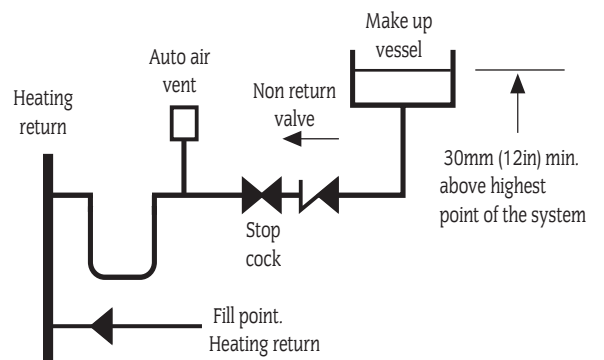 Make up
vessel
Auto air
vent
Non return
valve
Heating
return
30mm (12in) min.
above highest
point of the system
Stop
cock
Fill point.
Heating return